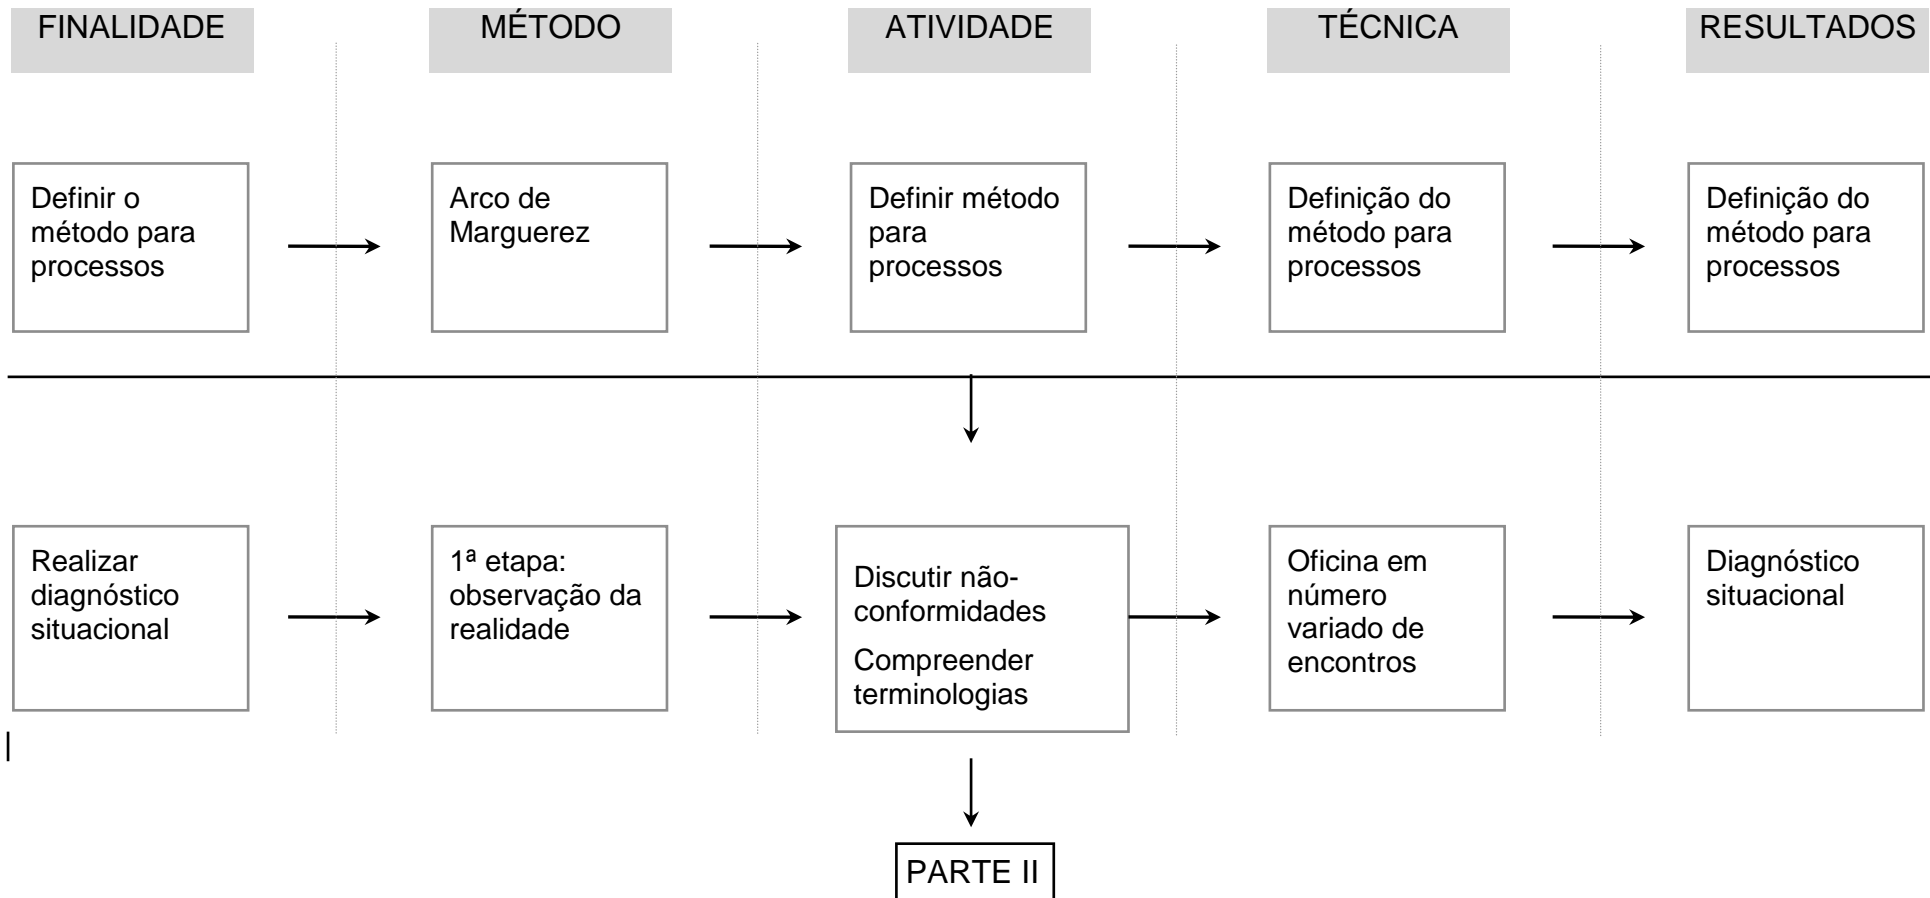 FINALIDADE
MÉTODO
ATIVIDADE
TÉCNICA
RESULTADOS
Definir o
método para
processos
Arco de
Marguerez
Definir método
para
processos
Definição do
método para
processos
Definição do
método para
processos
Realizar
diagnóstico
situacional
1ª etapa:
observação da
realidade
Discutir não-
conformidades
Compreender
terminologias
Oficina em
número
variado de
encontros
Diagnóstico
situacional
PARTE II